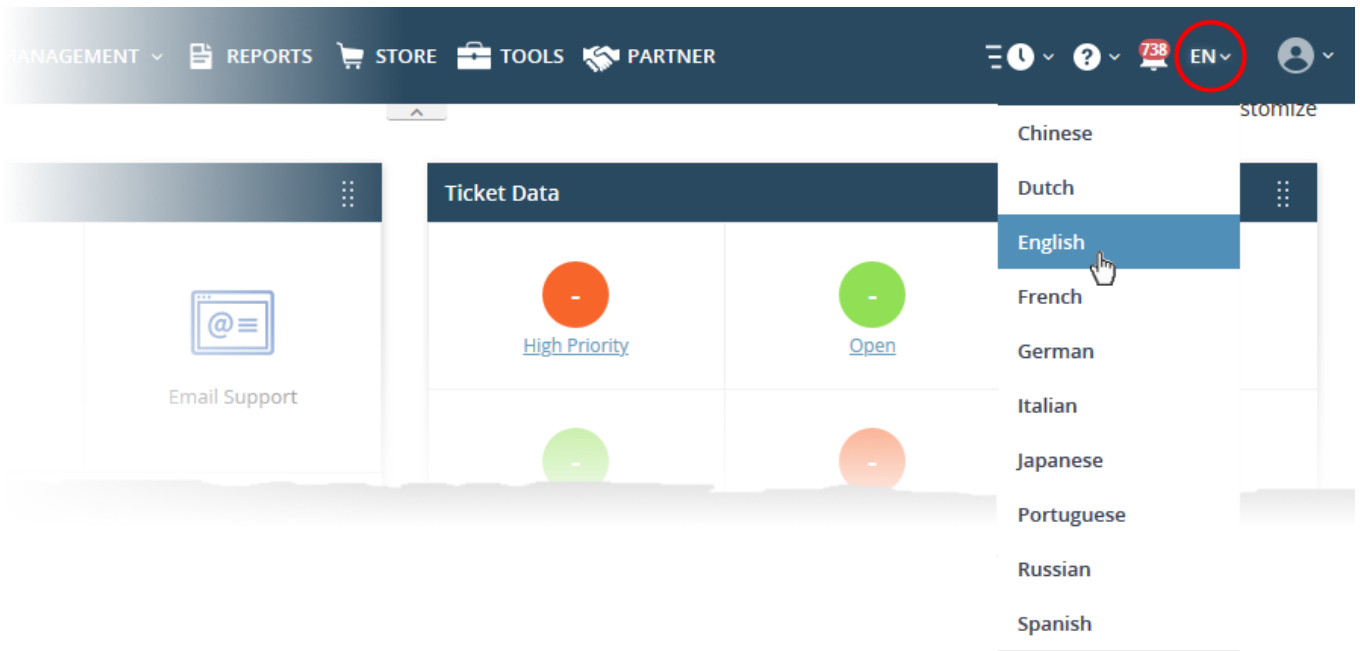 MANAGEMENT REPORTS STORE TOOLS PARTNER 738 EN
stomize
Ticket Data
@
- -
High Priority Open
Email Support
- -
Chinese
Dutch
English
French
German
Italian
Japanese
Portuguese
Russian
Spanish